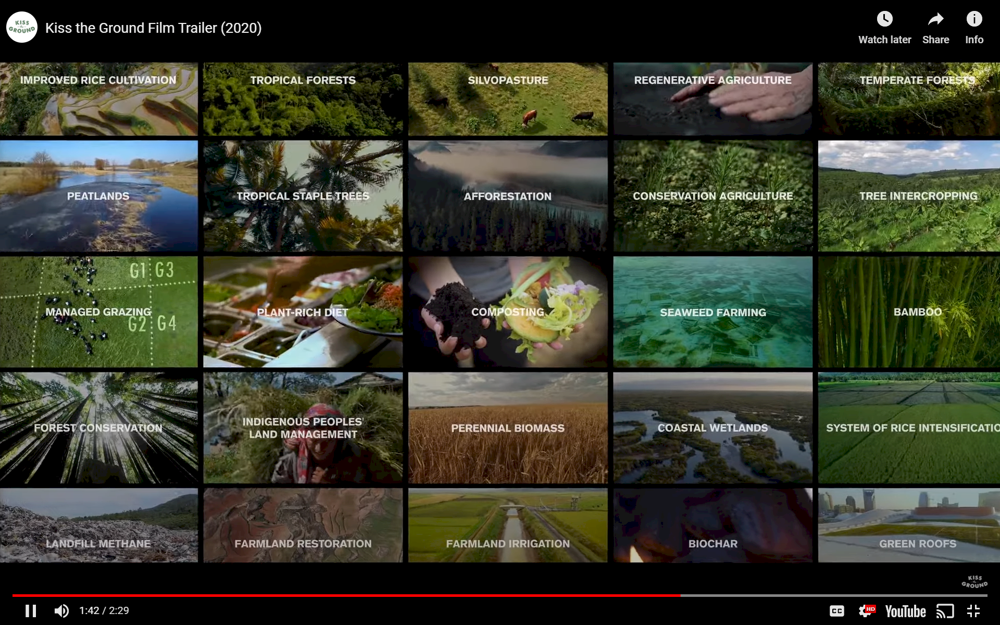 KISS
the
GROUND
Kiss the Ground Film Trailer (2020)
Watch later
Share
Info
IMPROVED RICE CULTIVATION
TROPICAL FORESTS
SILVOPASTURE
REGENERATIVE AGRICULTURE
TEMPERATE FORESTS
PEATLANDS
TROPICAL STAPLE TREES
AFFORESTATION
CONSERVATION AGRICULTURE
TREE INTERCROPPING
G1 G3
MANAGED GRAZING
G2 G4
PLANT-RICH DIET
COMPOSTING
SEAWEED FARMING
BAMBOO
FOREST CONSERVATION
INDIGENOUS PEOPLES'
LAND MANAGEMENT
PERENNIAL BIOMASS
COASTAL WETLANDS
SYSTEM OF RICE INTENSIFICATIO
LANDFILL METHANE
FARMLAND RESTORATION
FARMLAND IRRIGATION
BIOCHAR
GREEN ROOFS
KISS
the
GROUND
1:42 / 2:29
CC
HD
YouTube